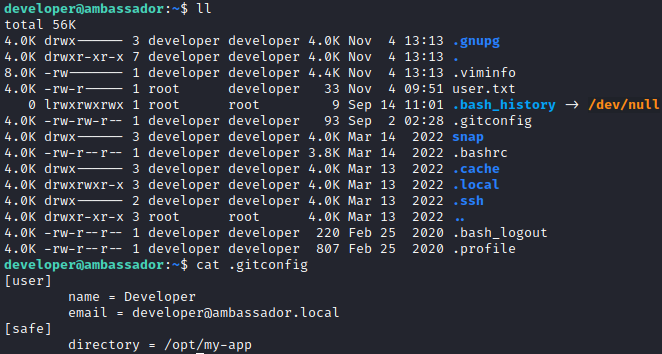 developer@ambassador:~$ ll
total 56K
4.0K drwx------ 3 developer developer 4.0K Nov  4 13:13 .gnupg
4.0K drwxr-xr-x 7 developer developer 4.0K Nov  4 13:13 .
8.0K -rw------- 1 developer developer 4.4K Nov  4 13:13 .viminfo
4.0K -rw-r----- 1 root      developer   33 Nov  4 09:51 user.txt
   0 lrwxrwxrwx 1 root      root         9 Sep 14 11:01 .bash_history -> /dev/null
4.0K -rw-rw-r-- 1 developer developer   93 Sep  2 02:28 .gitconfig
4.0K drwx------ 3 developer developer 4.0K Mar 14  2022 snap
4.0K -rw-r--r-- 1 developer developer 3.8K Mar 14  2022 .bashrc
4.0K drwx------ 3 developer developer 4.0K Mar 13  2022 .cache
4.0K drwxrwxr-x 3 developer developer 4.0K Mar 13  2022 .local
4.0K drwx------ 2 developer developer 4.0K Mar 13  2022 .ssh
4.0K drwxr-xr-x 3 root      root      4.0K Mar 13  2022 ..
4.0K -rw-r--r-- 1 developer developer  220 Feb 25  2020 .bash_logout
4.0K -rw-r--r-- 1 developer developer  807 Feb 25  2020 .profile
developer@ambassador:~$ cat .gitconfig
[user]
        name = Developer
        email = developer@ambassador.local
[safe]
        directory = /opt/my-app